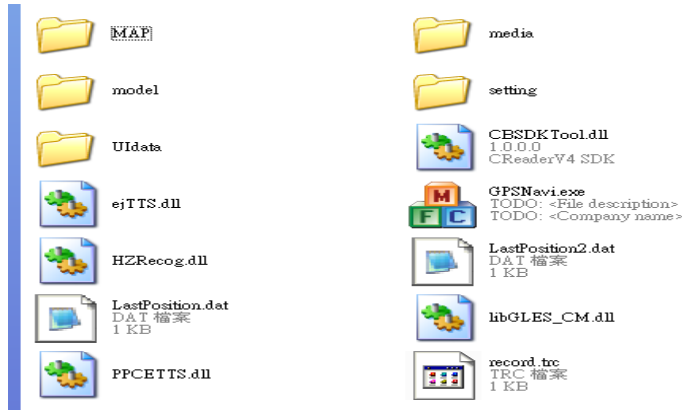 MAP
media
model
setting
UIdata
CBSDKTool.dll
1.0.0.0
CReaderV4 SDK
ejTTS.dll
GPSNavi.exe
TODO: <File description>
TODO: <Company name>
HZRecog.dll
LastPosition2.dat
DAT 檔案
1 KB
LastPosition.dat
DAT 檔案
1 KB
libGLES_CM.dll
PPCETTS.dll
record.trc
TRC 檔案
1 KB
M
F C